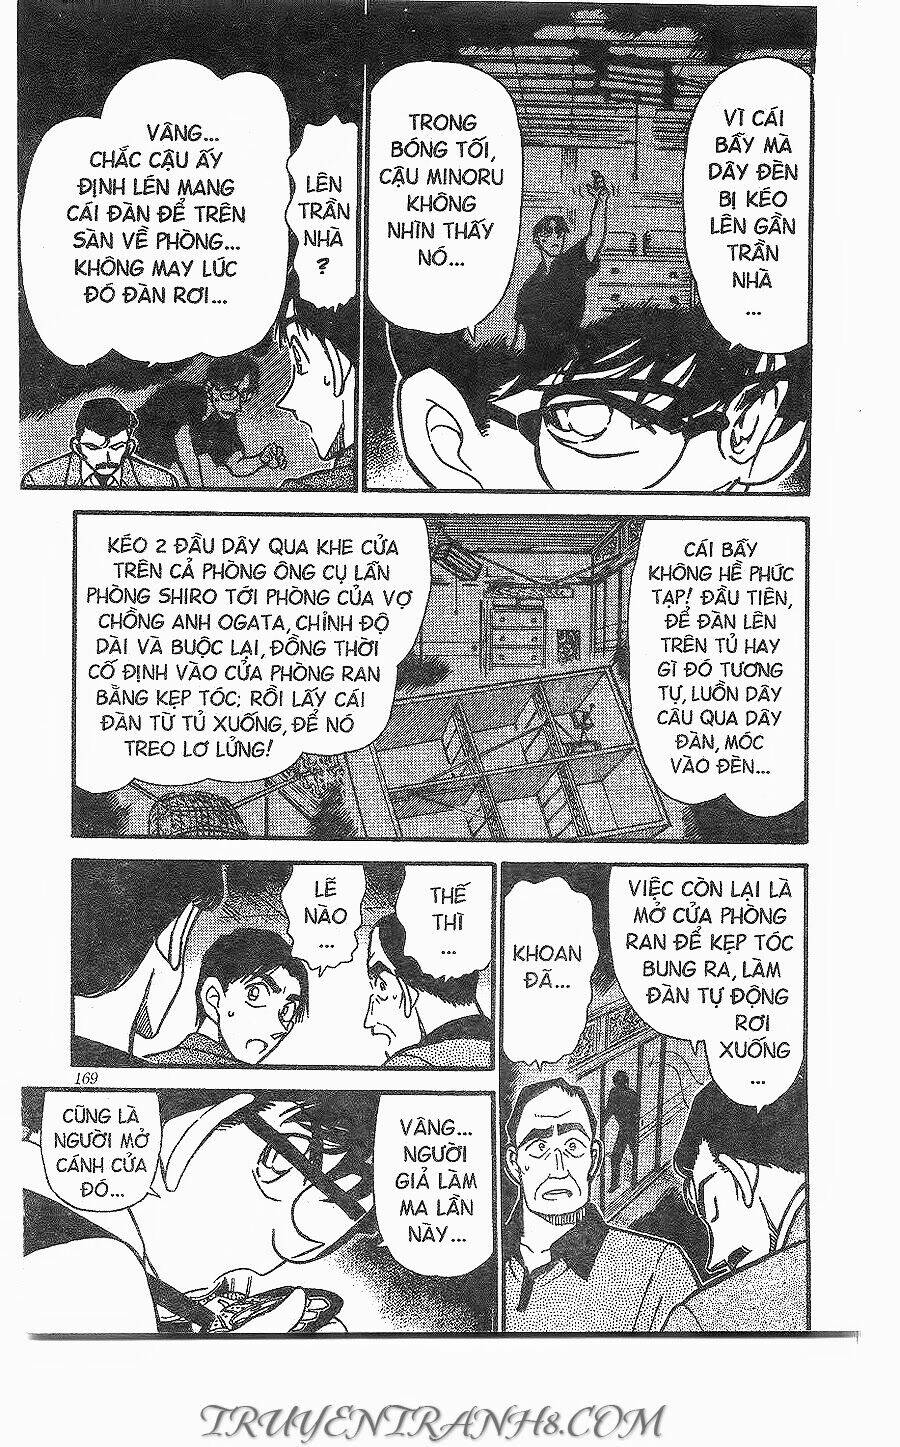 VÌ CÁI
BẪY MÀ
DÂY ĐÈN
BỊ KÉO
LÊN GẦN
TRẦN
NHÀ
...
TRONG
BÓNG TỐI,
CẬU MINORU
KHÔNG
NHÌN THẤY
NÓ...
LÊN
TRẦN
NHÀ
?
VÂNG...
CHẮC CẬU ẤY
ĐỊNH LÉN MANG
CÁI ĐÀN ĐỂ TRÊN
SÀN VỀ PHÒNG...
KHÔNG MAY LÚC
ĐÓ ĐÀN RƠI...
CÁI BẪY
KHÔNG HỀ PHỨC
TẠP! ĐẦU TIÊN,
ĐỂ ĐÀN LÊN
TRÊN TỦ HAY
GÌ ĐÓ TƯƠNG
TỰ, LUỒN DÂY
CÂU QUA DÂY
ĐÀN, MÓC
VÀO ĐÈN...
KÉO 2 ĐẦU DÂY QUA KHE CỬA
TRÊN CẢ PHÒNG ÔNG CỤ LẪN
PHÒNG SHIRO TỚI PHÒNG CỦA VỢ
CHỒNG ANH OGATA, CHỈNH ĐỘ
DÀI VÀ BUỘC LẠI, ĐỒNG THỜI
CỐ ĐỊNH VÀO CỬA PHÒNG RAN
BẰNG KẸP TÓC; RỒI LẤY CÁI
ĐÀN TỪ TỦ XUỐNG, ĐỂ NÓ
TREO LƠ LỬNG!
VIỆC CÒN LẠI LÀ
MỞ CỬA PHÒNG
RAN ĐỂ KẸP TÓC
BUNG RA, LÀM
ĐÀN TỰ ĐỘNG
RƠI
XUỐNG
...
KHOAN
ĐÃ...
THẾ
THÌ
...
LẼ
NÀO
...
169
VÂNG...
NGƯỜI
GIẢ LÀM
MA LẦN
NÀY...
CŨNG LÀ
NGƯỜI MỞ
CÁNH CỬA
ĐÓ...
TRUYENTRANH8.COM